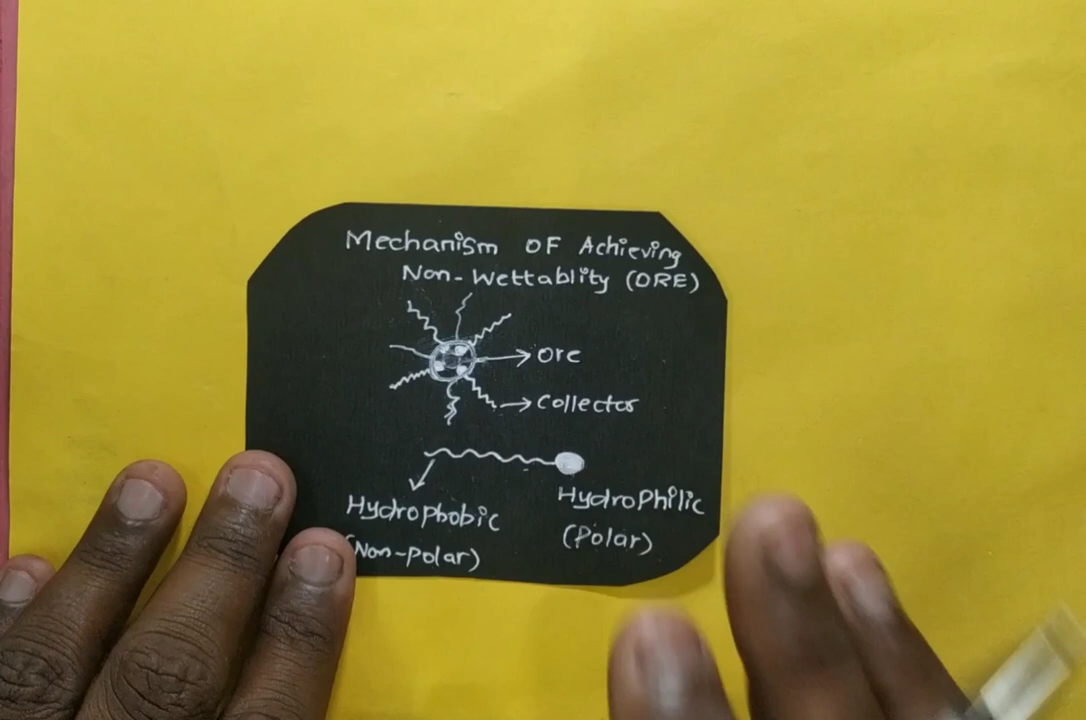 Mechanism OF Achieving
Non-Wettablity (ORE)
ore
Collector
Hydrophobic
(Non-Polar)
HydroPhilic
(Polar)